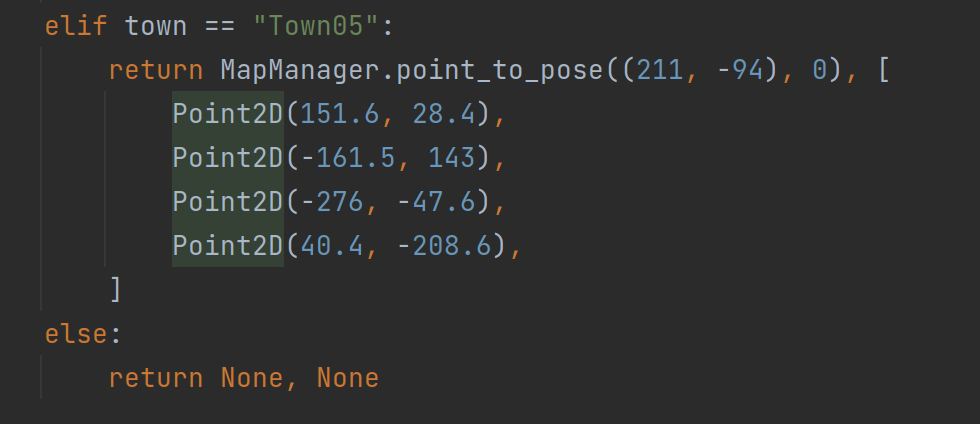 elif town == "Town05":
    return MapManager.point_to_pose((211, -94), 0), [
        Point2D(151.6, 28.4),
        Point2D(-161.5, 143),
        Point2D(-276, -47.6),
        Point2D(40.4, -208.6),
    ]
else:
    return None, None